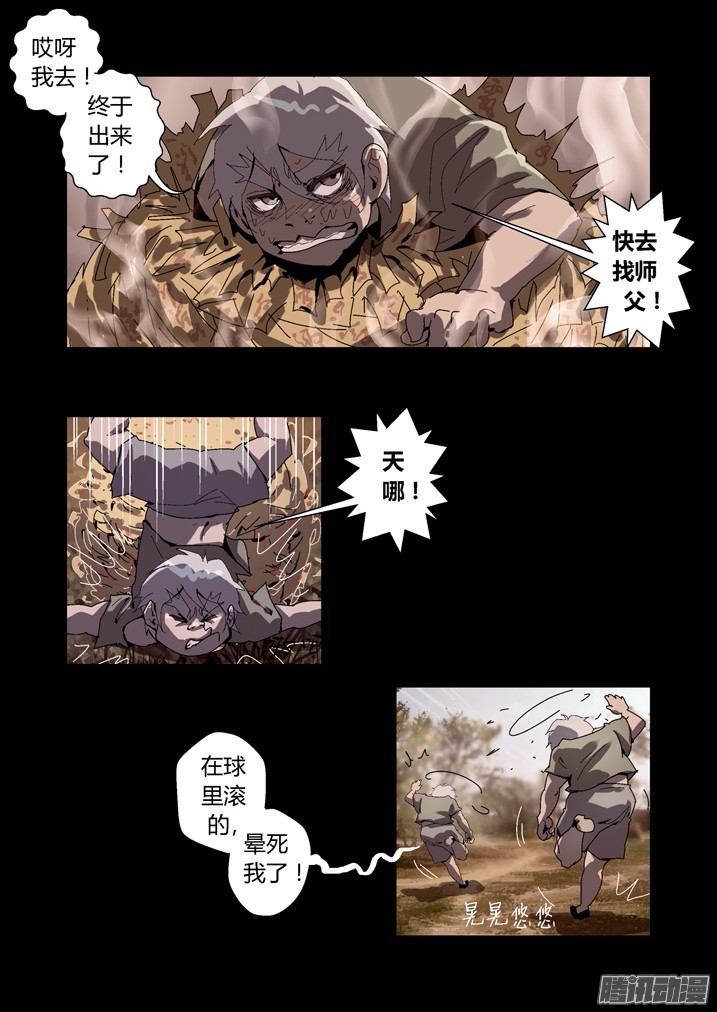 哎呀
我去！
终于
出来
了！
快去
找师
父！
天
哪！
在球
里滚
的，
晕死
我了！
晃晃悠悠
腾讯动漫